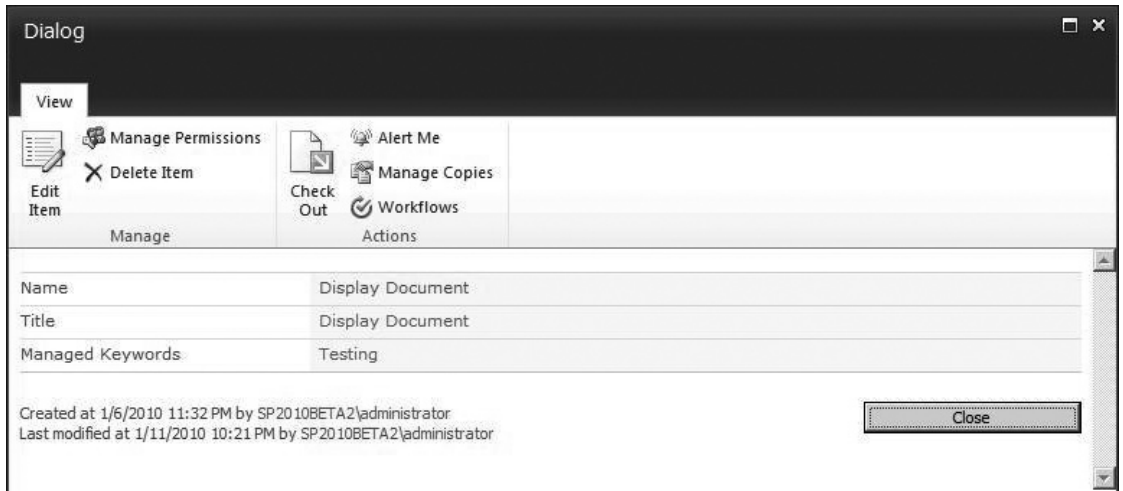 Dialog
View
Edit
Item
Manage Permissions
Delete Item
Manage
Check
Out
Alert Me
Manage Copies
Workflows
Actions
Name Display Document
Title Display Document
Managed Keywords Testing
Created at 1/6/2010 11:32 PM by SP2010BETA2\administrator
Last modified at 1/11/2010 10:21 PM by SP2010BETA2\administrator
Close